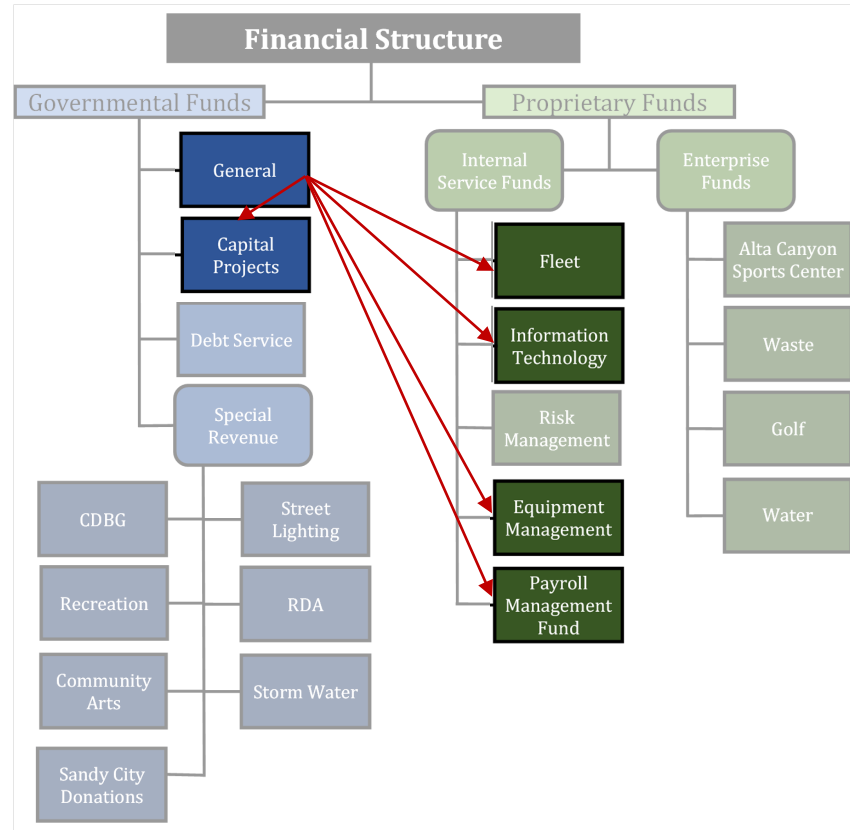 Financial Structure
Governmental Funds
Proprietary Funds
General
Capital
Projects
Debt Service
Special
Revenue
CDBG
Street
Lighting
Recreation
RDA
Community
Arts
Storm Water
Sandy City
Donations
Internal
Service Funds
Fleet
Information
Technology
Risk
Management
Equipment
Management
Payroll
Management
Fund
Enterprise
Funds
Alta Canyon
Sports Center
Waste
Golf
Water